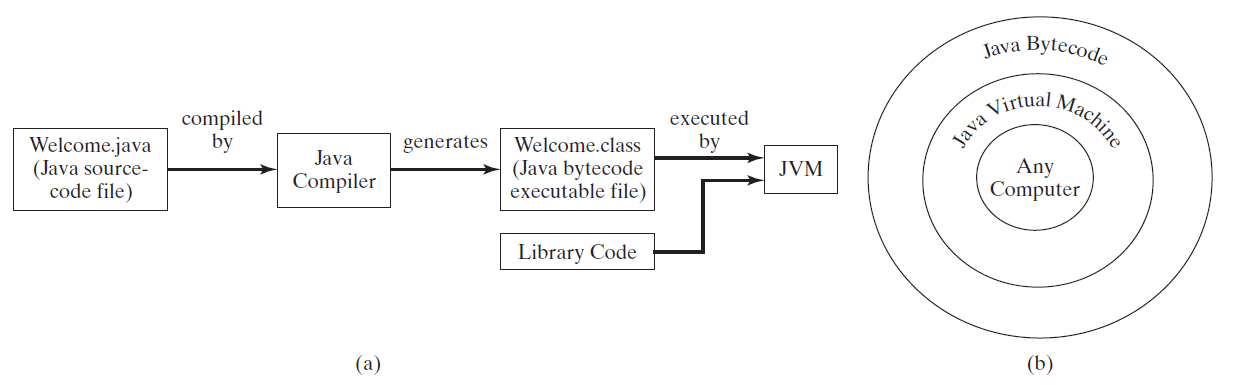 Welcome.java
(Java source-
code file)
compiled
by
Java
Compiler
generates
Welcome.class
(Java bytecode
executable file)
Library Code
executed
by
JVM
(a)
Java Bytecode
Java Virtual Machine
Any
Computer
(b)